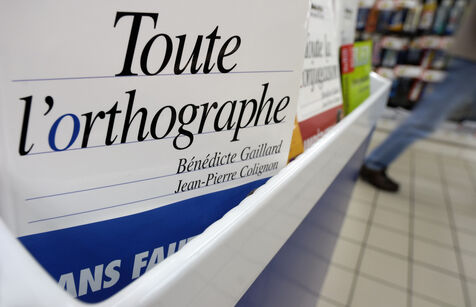 Toute
l'orthographe
Bénédicte Gaillard
Jean-Pierre Colignon